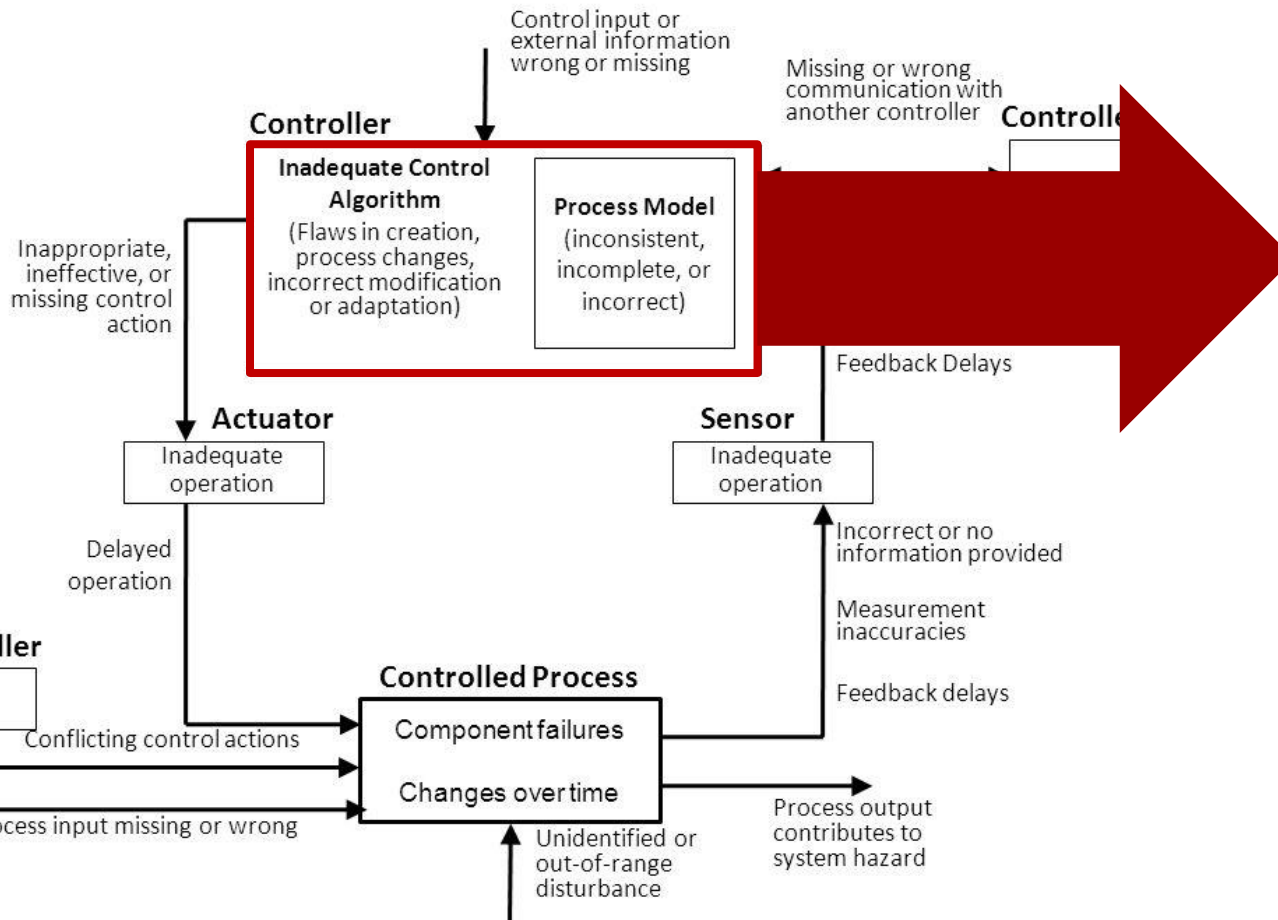 Control input or
external information
wrong or missing
Missing or wrong
communication with
another controller
Controller
Inadequate Control
Algorithm
(Flaws in creation,
process changes,
incorrect modification
or adaptation)
Process Model
(inconsistent,
incomplete, or
incorrect)
Inappropriate,
ineffective, or
missing control
action
Feedback Delays
Actuator
Inadequate
operation
Sensor
Inadequate
operation
Delayed
operation
Incorrect or no
information provided
Measurement
inaccuracies
Feedback delays
Controlled Process
Component failures
Changes over time
Conflicting control actions
input missing or wrong
Unidentified or
out-of-range
disturbance
Process output
contributes to
system hazard